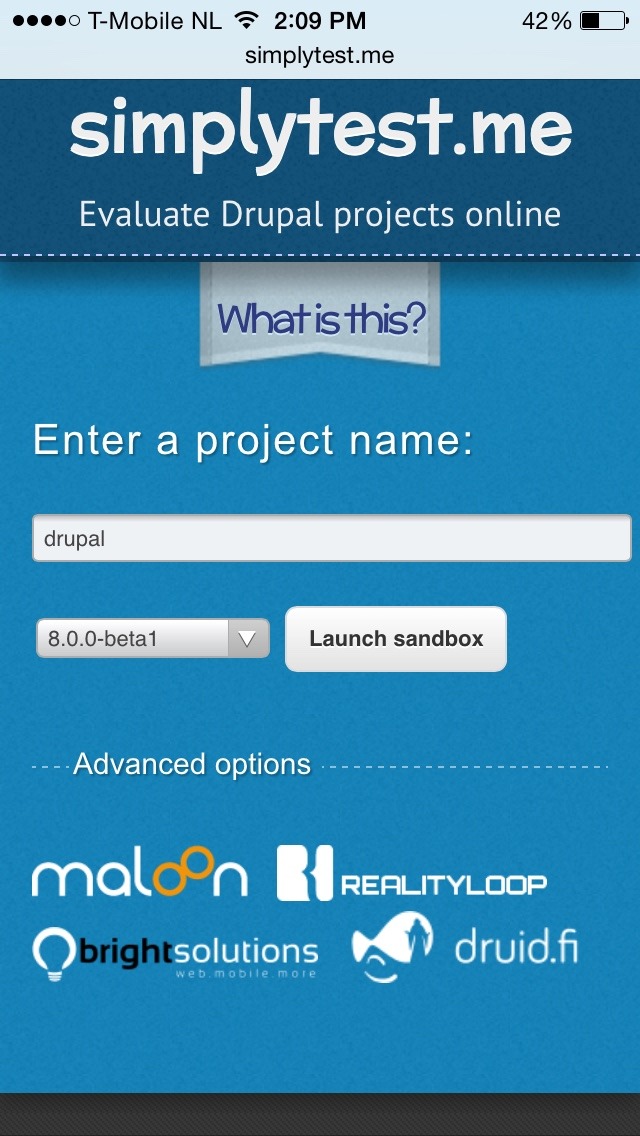 T-Mobile NL 2:09 PM 42%
simplytest.me
simplytest.me
Evaluate Drupal projects online
What is this?
Enter a project name:
drupal
8.0.0-beta1 Launch sandbox
Advanced options
maloon REALITYLOOP
brightsolutions druid.fi
web.mobile.more